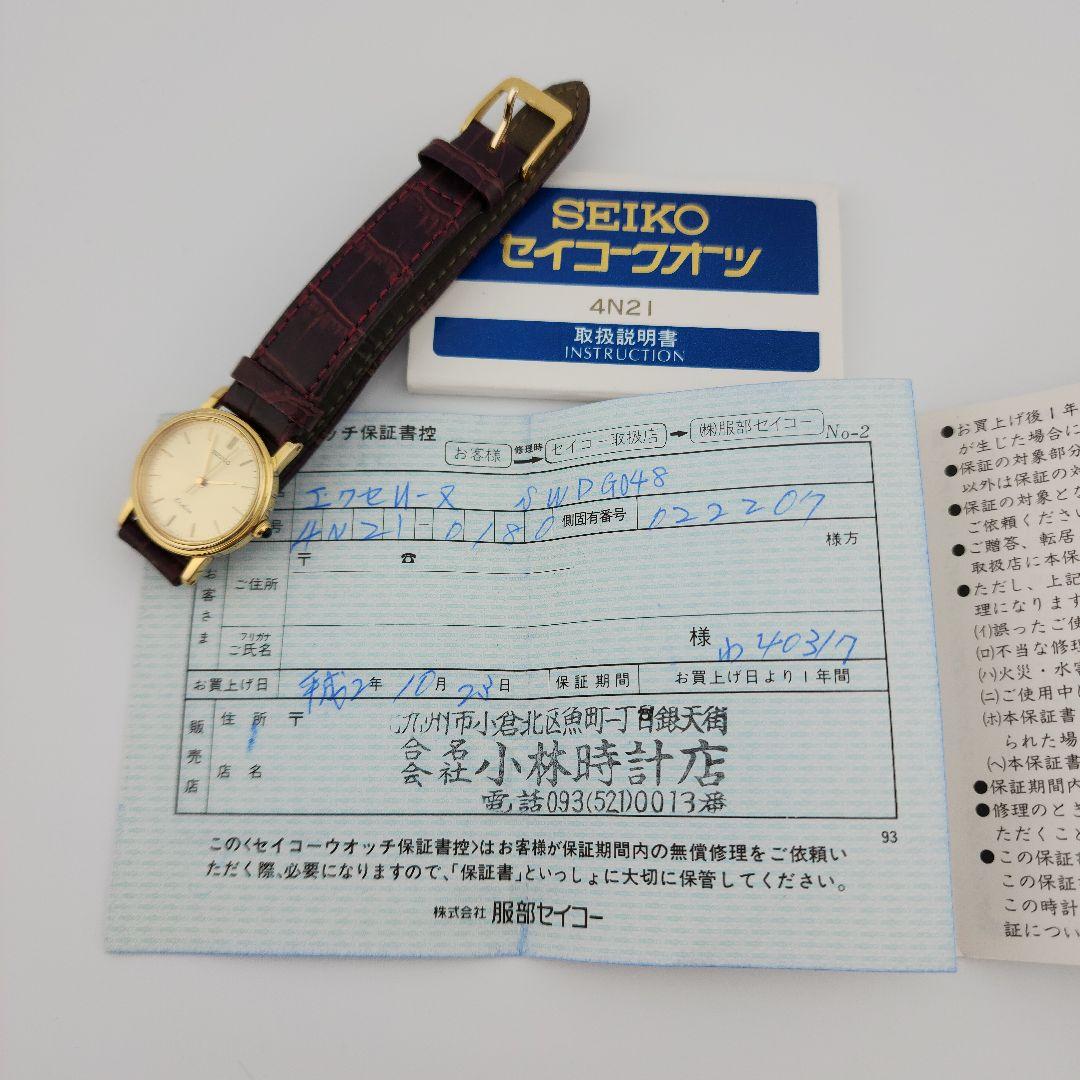 SEIKO
セイコークオーツ
4N21
取扱説明書
INSTRUCTION
SEIKO
ッチ保証書控
お客様 修理時 セイコー取扱店 ㈱服部セイコー No-2
エクセリーヌ SWDG048
号 4N21-0180 側固有番号 022207
お客さま ご住所 〒 ☎ 様方
フリガナ
ご氏名 様 40317
お買上げ日 平成2年 10月 23日 保証期間 お買上げ日より1年間
販売店 住所 〒 北九州市小倉北区魚町一丁目銀天街
店名 合名会社 小林時計店
電話093(521)0013番
93
この<セイコーウオッチ保証書控>はお客様が保証期間内の無償修理をご依頼い
ただく際、必要になりますので、「保証書」といっしょに大切に保管してください。
株式会社 服部セイコー
●お買上げ後1年
が生じた場合に
●保証の対象部分
以外は保証の対
●保証の対象とな
ご依頼ください
●ご贈答、転居
取扱店に本保
●ただし、上記
理になります
(イ)誤ったご使
(ロ)不当な修理
(ハ)火災・水害
(ニ)ご使用中に
(ホ)本保証書
られた場
(ヘ)本保証書
●保証期間内
●修理のとき
ただくこと
●この保証書
この保証
この時計
証につい